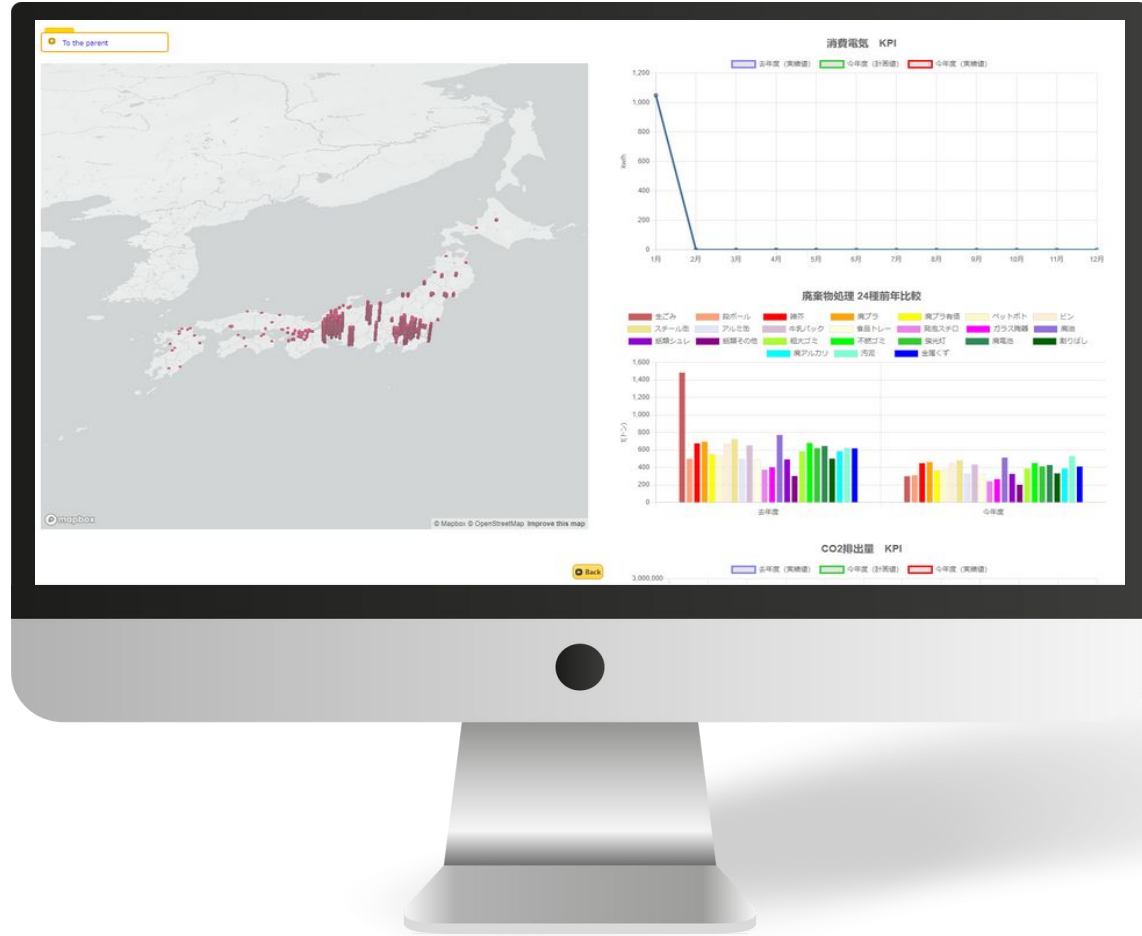 To the parent
mapbox
© Mapbox © OpenStreetMap Improve this map
Back
消費電気 KPI
去年度 (実績値) 今年度 (計画値) 今年度 (実績値)
1,200
1,000
800
600
400
200
0
kwh
1月 2月 3月 4月 5月 6月 7月 8月 9月 10月 11月 12月
廃棄物処理 24種前年比較
生ごみ 段ボール 雑芥 廃プラ 廃プラ有価 ペットボト ビン
スチール缶 アルミ缶 牛乳パック 食品トレー 発泡スチロ ガラス陶器 廃油
紙類シュレ 紙類その他 粗大ゴミ 不燃ゴミ 蛍光灯 廃電池 割りばし
廃アルカリ 汚泥 金属くず
1,600
1,400
1,200
1,000
800
600
400
200
0
t(トン)
去年度 今年度
CO2排出量 KPI
去年度 (実績値) 今年度 (計画値) 今年度 (実績値)
3,000,000